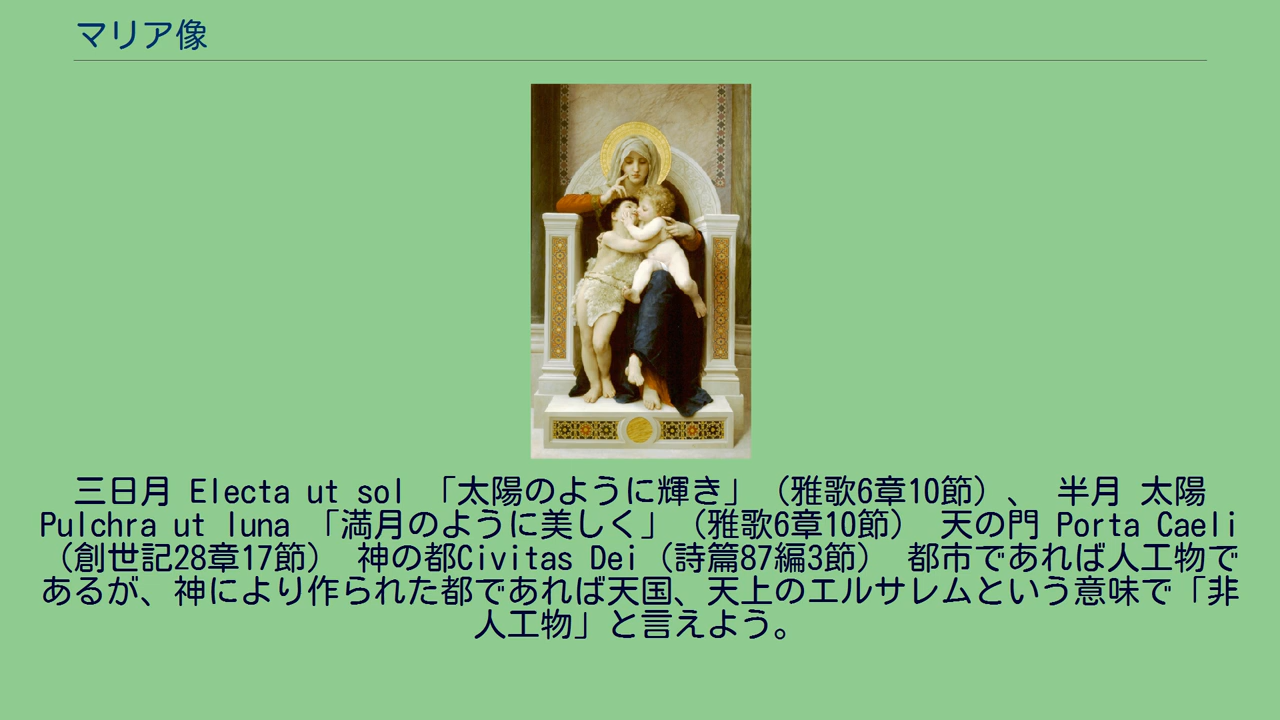 マリア像
三日月 Electa ut sol 「太陽のように輝き」（雅歌6章10節）、 半月 太陽
Pulchra ut luna 「満月のように美しく」（雅歌6章10節） 天の門 Porta Caeli
（創世記28章17節） 神の都Civitas Dei（詩篇87編3節） 都市であれば人工物で
あるが、神により作られた都であれば天国、天上のエルサレムという意味で「非
人工物」と言えよう。